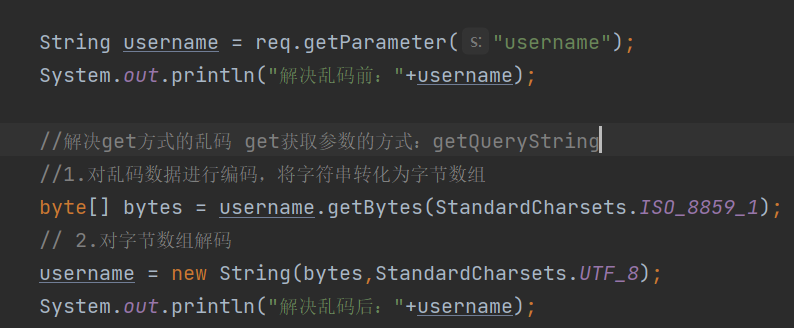 String username = req.getParameter( s: "username");
System.out.println("解决乱码前："+username);
//解决get方式的乱码 get获取参数的方式：getQueryString
//1.对乱码数据进行编码，将字符串转化为字节数组
byte[] bytes = username.getBytes(StandardCharsets.ISO_8859_1);
// 2.对字节数组解码
username = new String(bytes,StandardCharsets.UTF_8);
System.out.println("解决乱码后："+username);